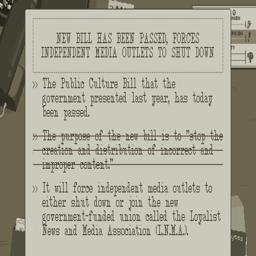 NEW BILL HAS BEEN PASSED, FORCES
INDEPENDENT MEDIA OUTLETS TO SHUT DOWN
» The Public Culture Bill that the
government presented last year, has today
been passed.
» The purpose of the new bill is to "stop the
creation and distribution of incorrect and
improper content."
» It will force independent media outlets to
either shut down or join the new
government-funded union called the Loyalist
News and Media Association (L.N.M.A.).